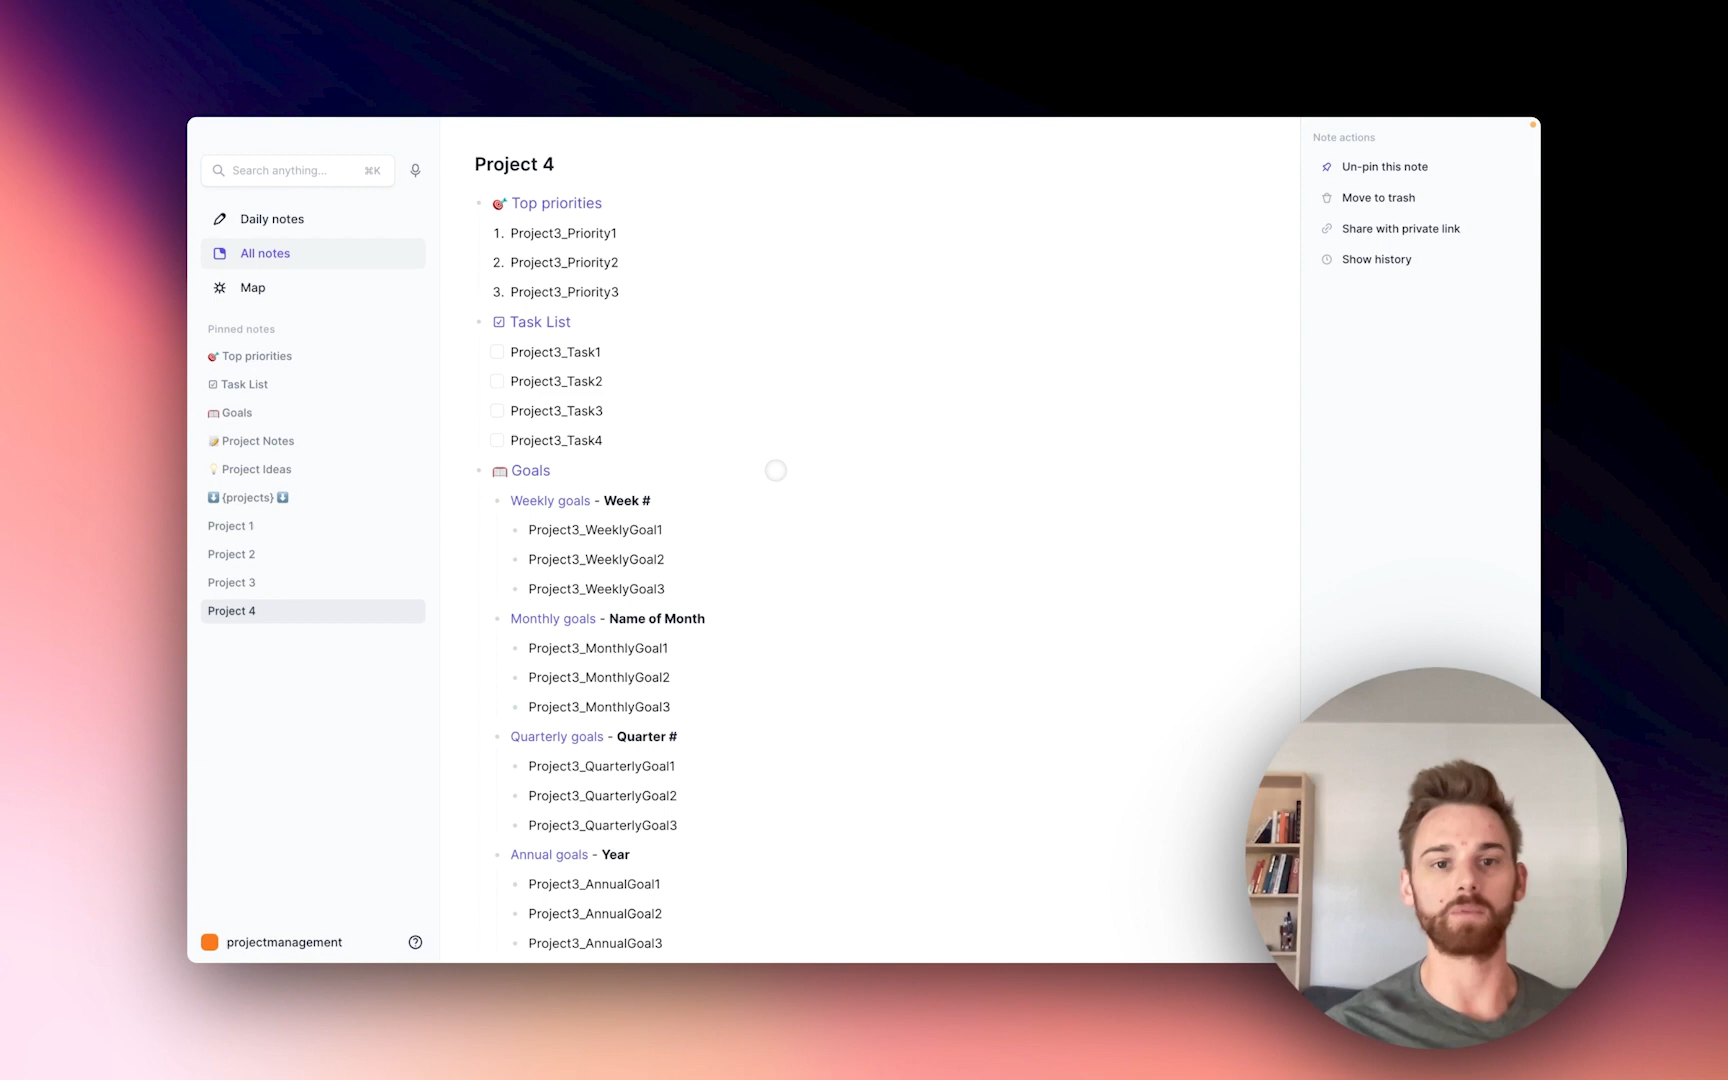 Search anything... ⌘K
Daily notes
All notes
Map
Pinned notes
🎯 Top priorities
☑ Task List
🥅 Goals
📝 Project Notes
💡 Project Ideas
⬇️ {projects} ⬇️
Project 1
Project 2
Project 3
Project 4
projectmanagement
Project 4
🎯 Top priorities
1. Project3_Priority1
2. Project3_Priority2
3. Project3_Priority3
☑ Task List
Project3_Task1
Project3_Task2
Project3_Task3
Project3_Task4
🥅 Goals
Weekly goals - Week #
Project3_WeeklyGoal1
Project3_WeeklyGoal2
Project3_WeeklyGoal3
Monthly goals - Name of Month
Project3_MonthlyGoal1
Project3_MonthlyGoal2
Project3_MonthlyGoal3
Quarterly goals - Quarter #
Project3_QuarterlyGoal1
Project3_QuarterlyGoal2
Project3_QuarterlyGoal3
Annual goals - Year
Project3_AnnualGoal1
Project3_AnnualGoal2
Project3_AnnualGoal3
Note actions
Un-pin this note
Move to trash
Share with private link
Show history